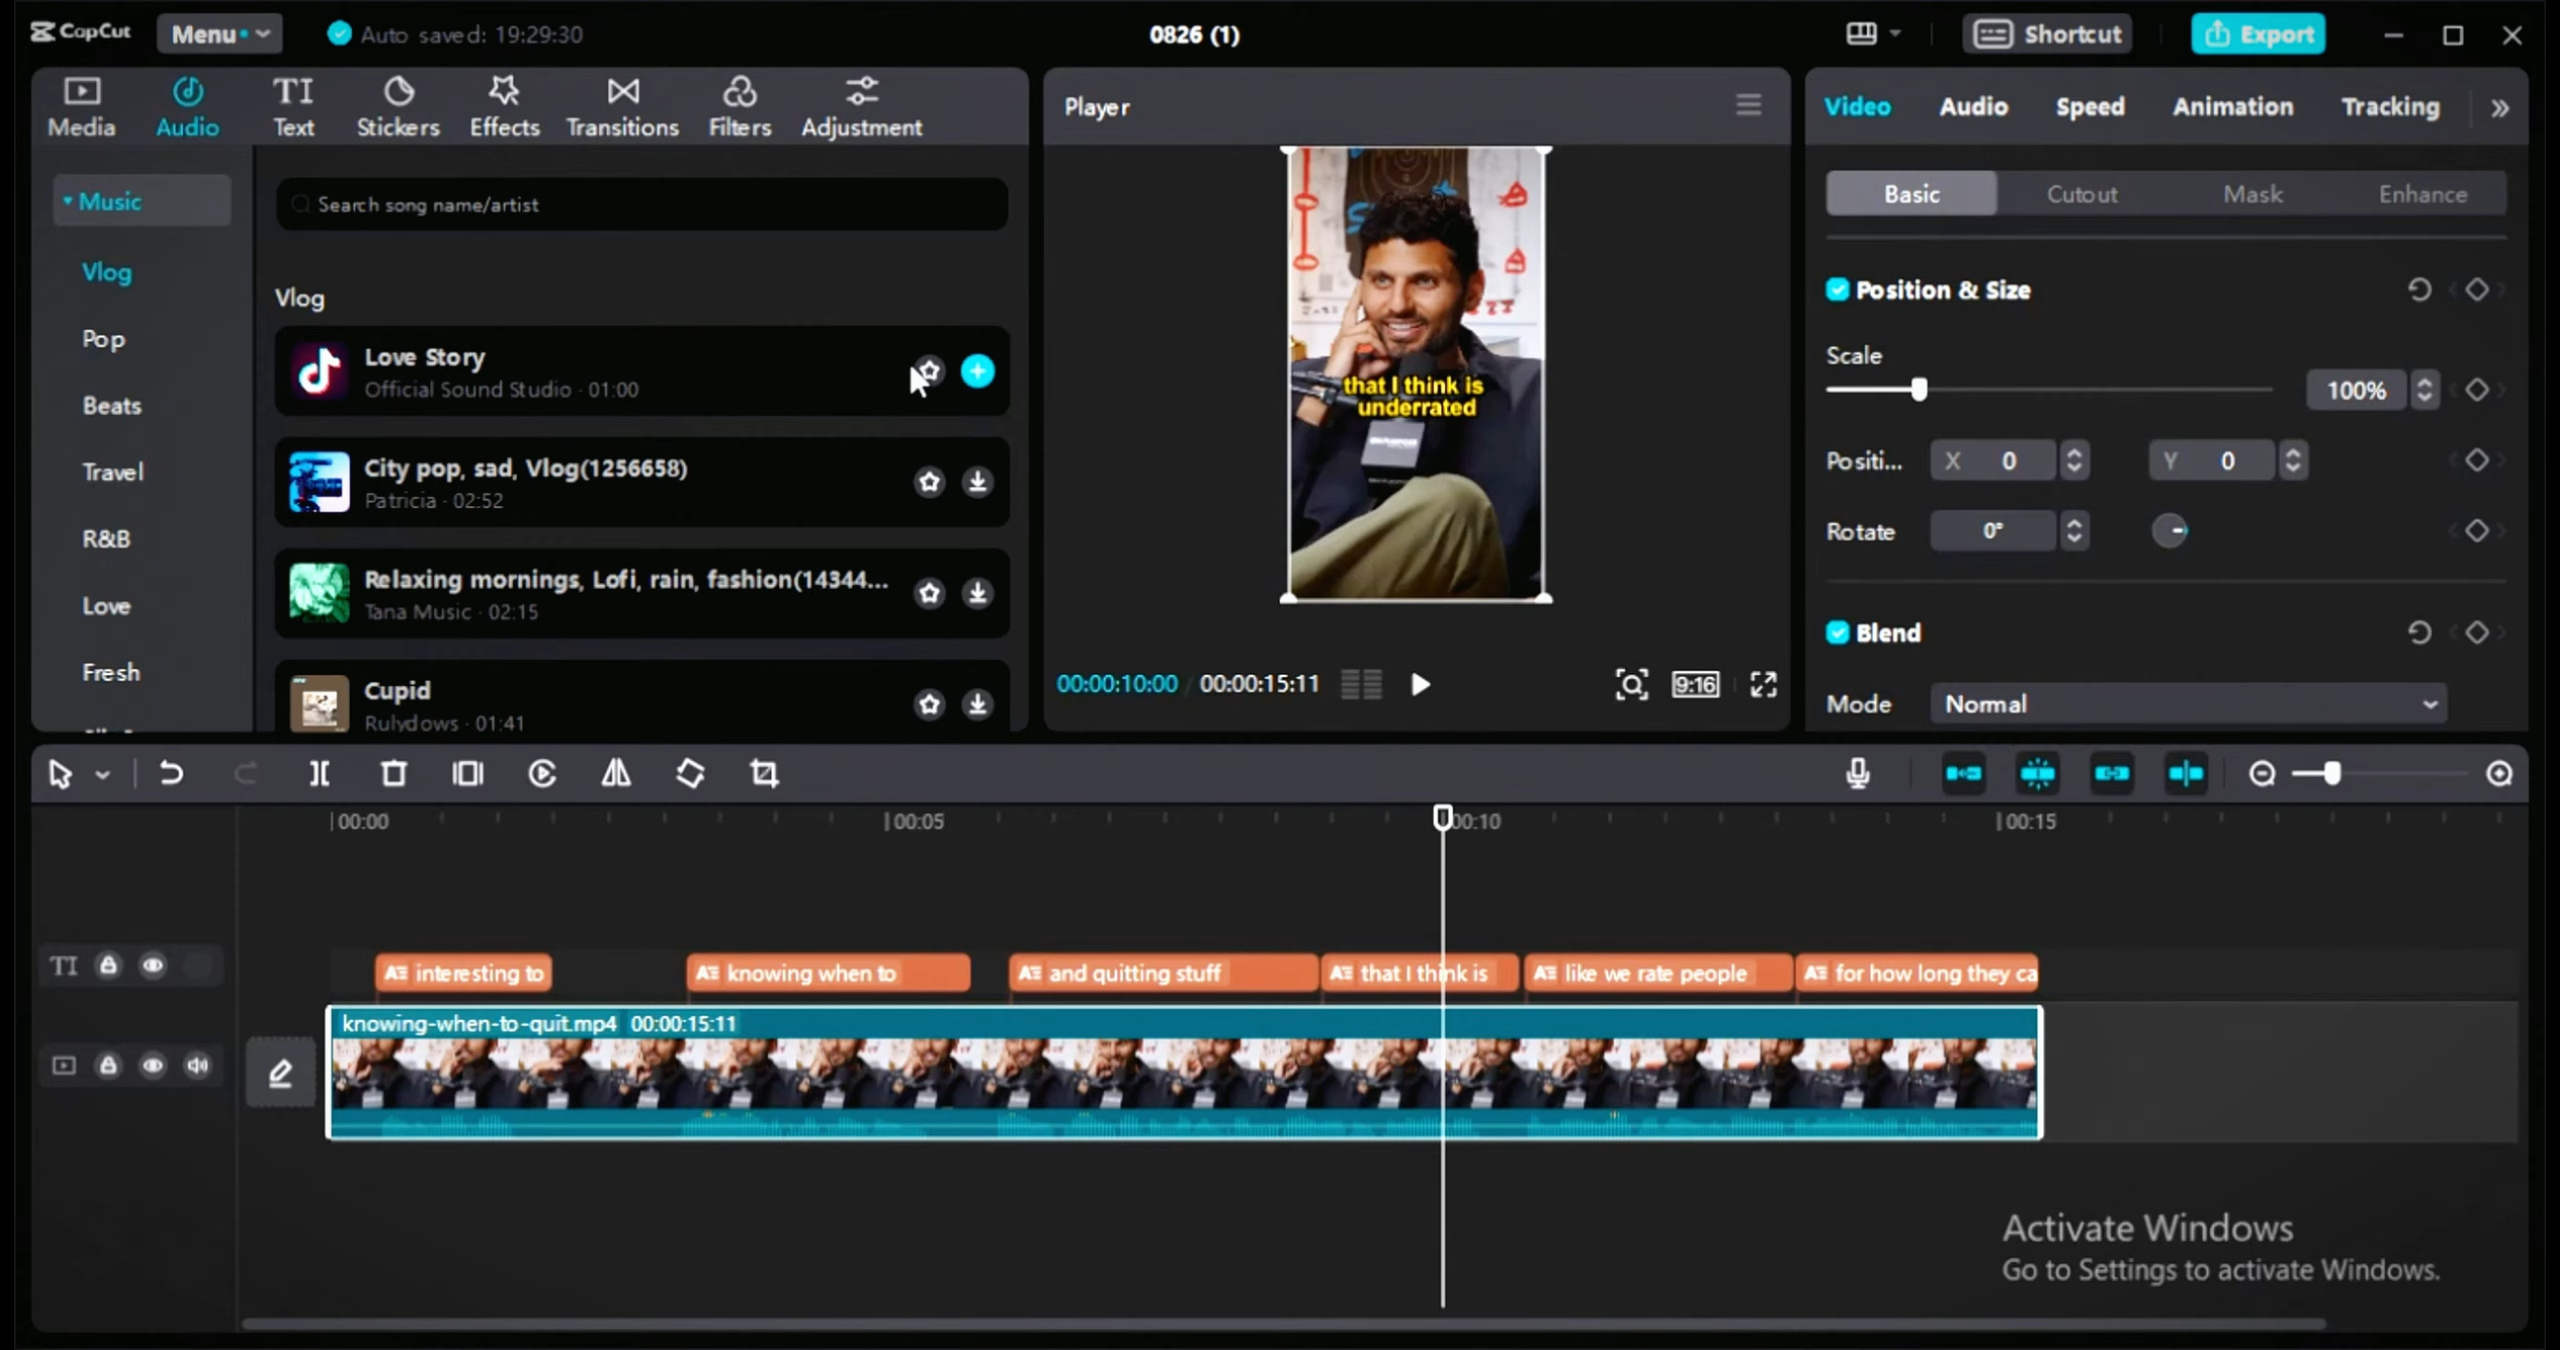 CapCut
Menu
Auto saved: 19:29:30
0826 (1)
Shortcut
Export
Media
Audio
TI
Text
Stickers
Effects
Transitions
Filters
Adjustment
Music
Vlog
Pop
Beats
Travel
R&B
Love
Fresh
Search song name/artist
Vlog
Love Story
Official Sound Studio · 01:00
City pop, sad, Vlog(1256658)
Patricia · 02:52
Relaxing mornings, Lofi, rain, fashion(14344...
Tana Music · 02:15
Cupid
Rulydows · 01:41
Player
that I think is
underrated
00:00:10:00 / 00:00:15:11
9:16
Video
Audio
Speed
Animation
Tracking
Basic
Cutout
Mask
Enhance
Position & Size
Scale
100%
Positi...
X 0
Y 0
Rotate
0°
Blend
Mode
Normal
00:00
00:05
00:10
00:15
TI
interesting to
knowing when to
and quitting stuff
that I think is
like we rate people
for how long they ca
knowing-when-to-quit.mp4 00:00:15:11
Activate Windows
Go to Settings to activate Windows.